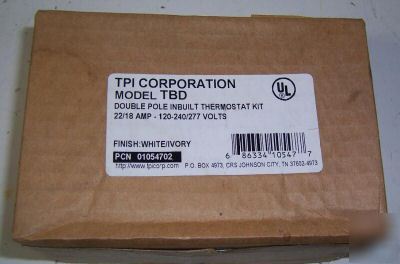 TPI CORPORATION
MODEL TBD
DOUBLE POLE INBUILT THERMOSTAT KIT
22/18 AMP - 120-240/277 VOLTS
UL
FINISH:WHITE/IVORY
PCN 01054702
6 86334 10547 7
http://www.tpicorp.com
P.O. BOX 4973, CRS JOHNSON CITY, TN 37602-4973